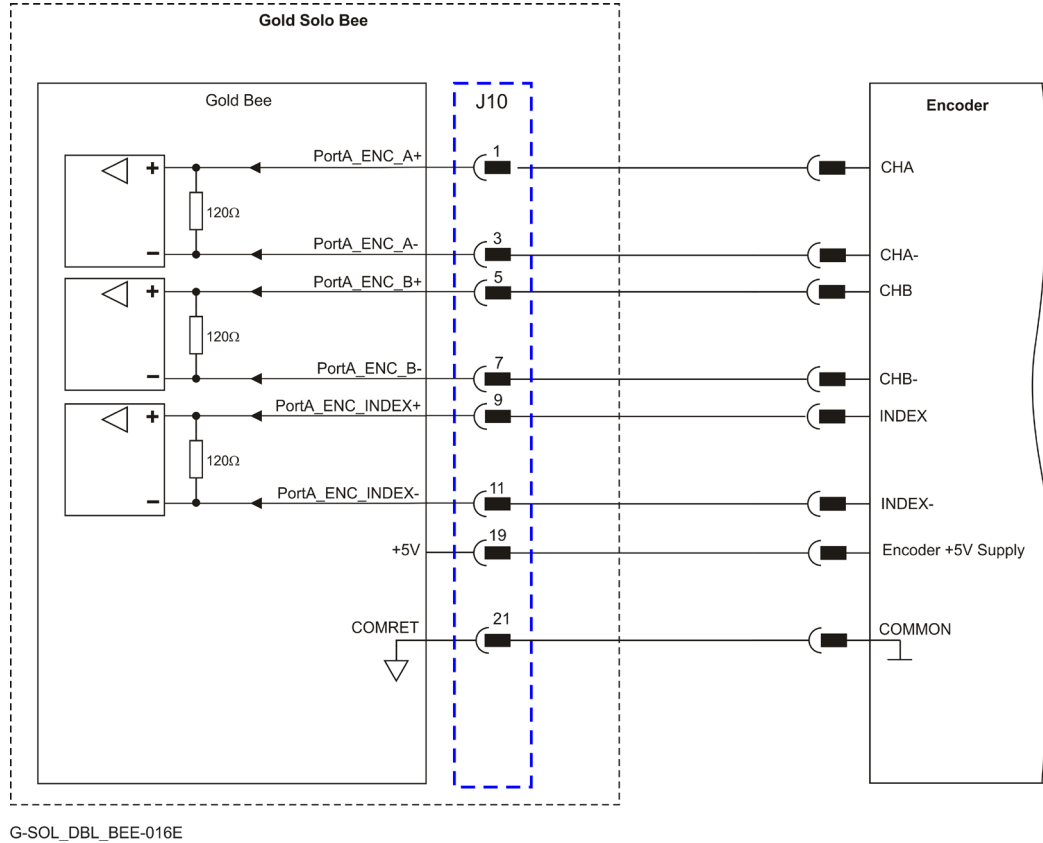 Gold Solo Bee
Gold Bee
J10
Encoder
PortA_ENC_A+
1
CHA
+
120Ω
PortA_ENC_A-
3
CHA-
−
PortA_ENC_B+
5
CHB
+
120Ω
PortA_ENC_B-
7
CHB-
−
PortA_ENC_INDEX+
9
INDEX
+
120Ω
PortA_ENC_INDEX-
11
INDEX-
−
+5V
19
Encoder +5V Supply
COMRET
21
COMMON
G-SOL_DBL_BEE-016E